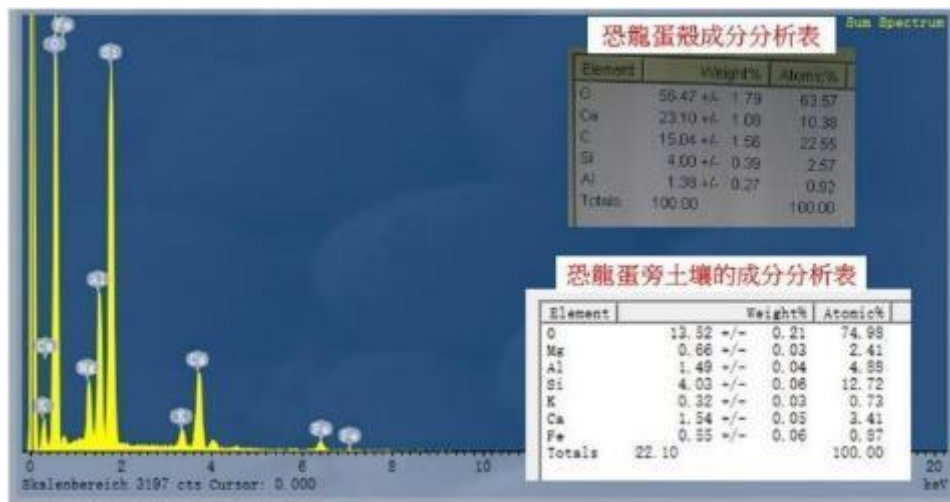 Sum Spectrum
恐龍蛋殼成分分析表
Element Weight% Atomic%
O 56.47 +/- 1.79 63.57
Ca 23.10 +/- 1.08 10.38
C 15.04 +/- 1.56 22.55
Si 4.00 +/- 0.39 2.57
Al 1.38 +/- 0.27 0.92
Totals 100.00 100.00
恐龍蛋旁土壤的成分分析表
Element Weight% Atomic%
O 13.52 +/- 0.21 74.98
Mg 0.66 +/- 0.03 2.41
Al 1.49 +/- 0.04 4.88
Si 4.03 +/- 0.06 12.72
K 0.32 +/- 0.03 0.73
Ca 1.54 +/- 0.05 3.41
Fe 0.55 +/- 0.06 0.87
Totals 22.10 100.00
0 2 4 6 8 10 20
Skalenbereich 3197 cts Cursor: 0.000
keV